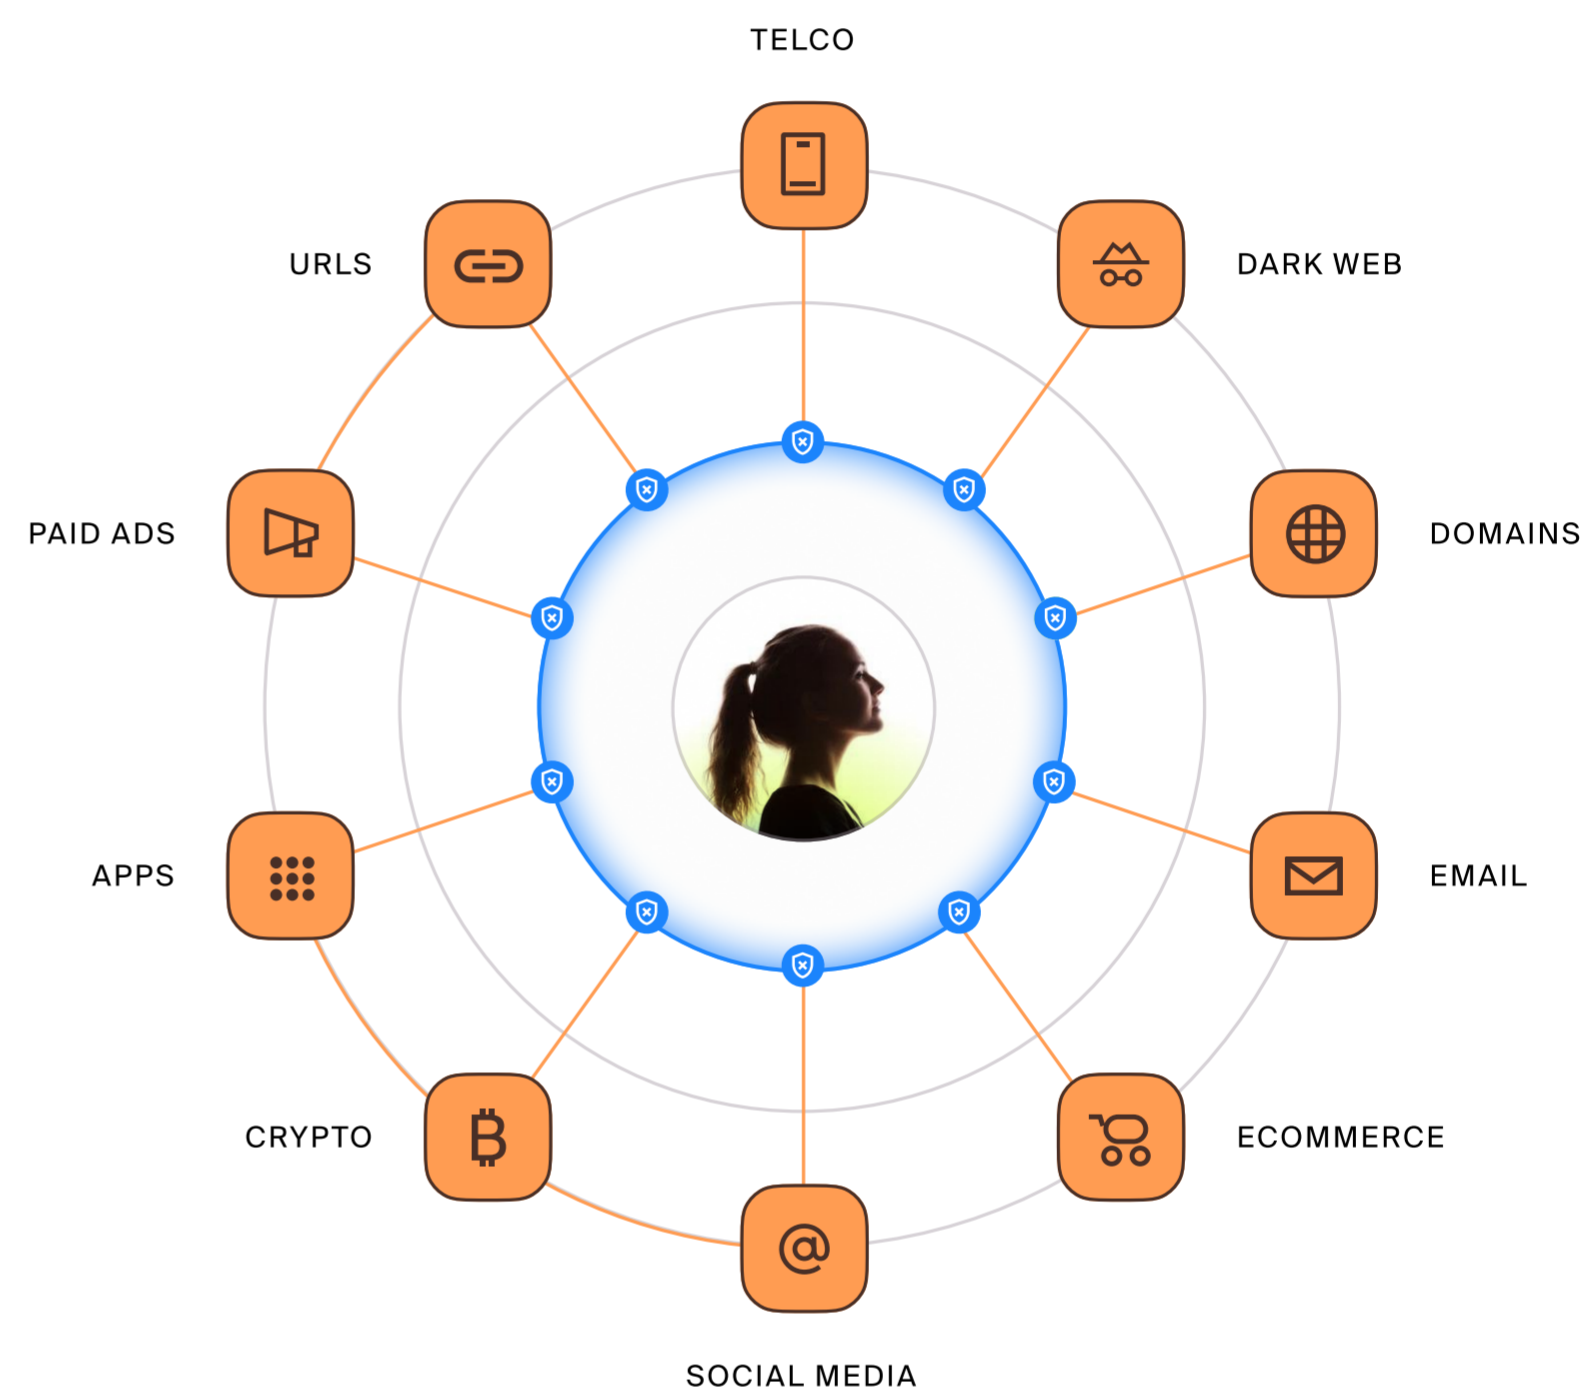 TELCO
URLS
DARK WEB
PAID ADS
DOMAINS
APPS
EMAIL
CRYPTO
ECOMMERCE
SOCIAL MEDIA